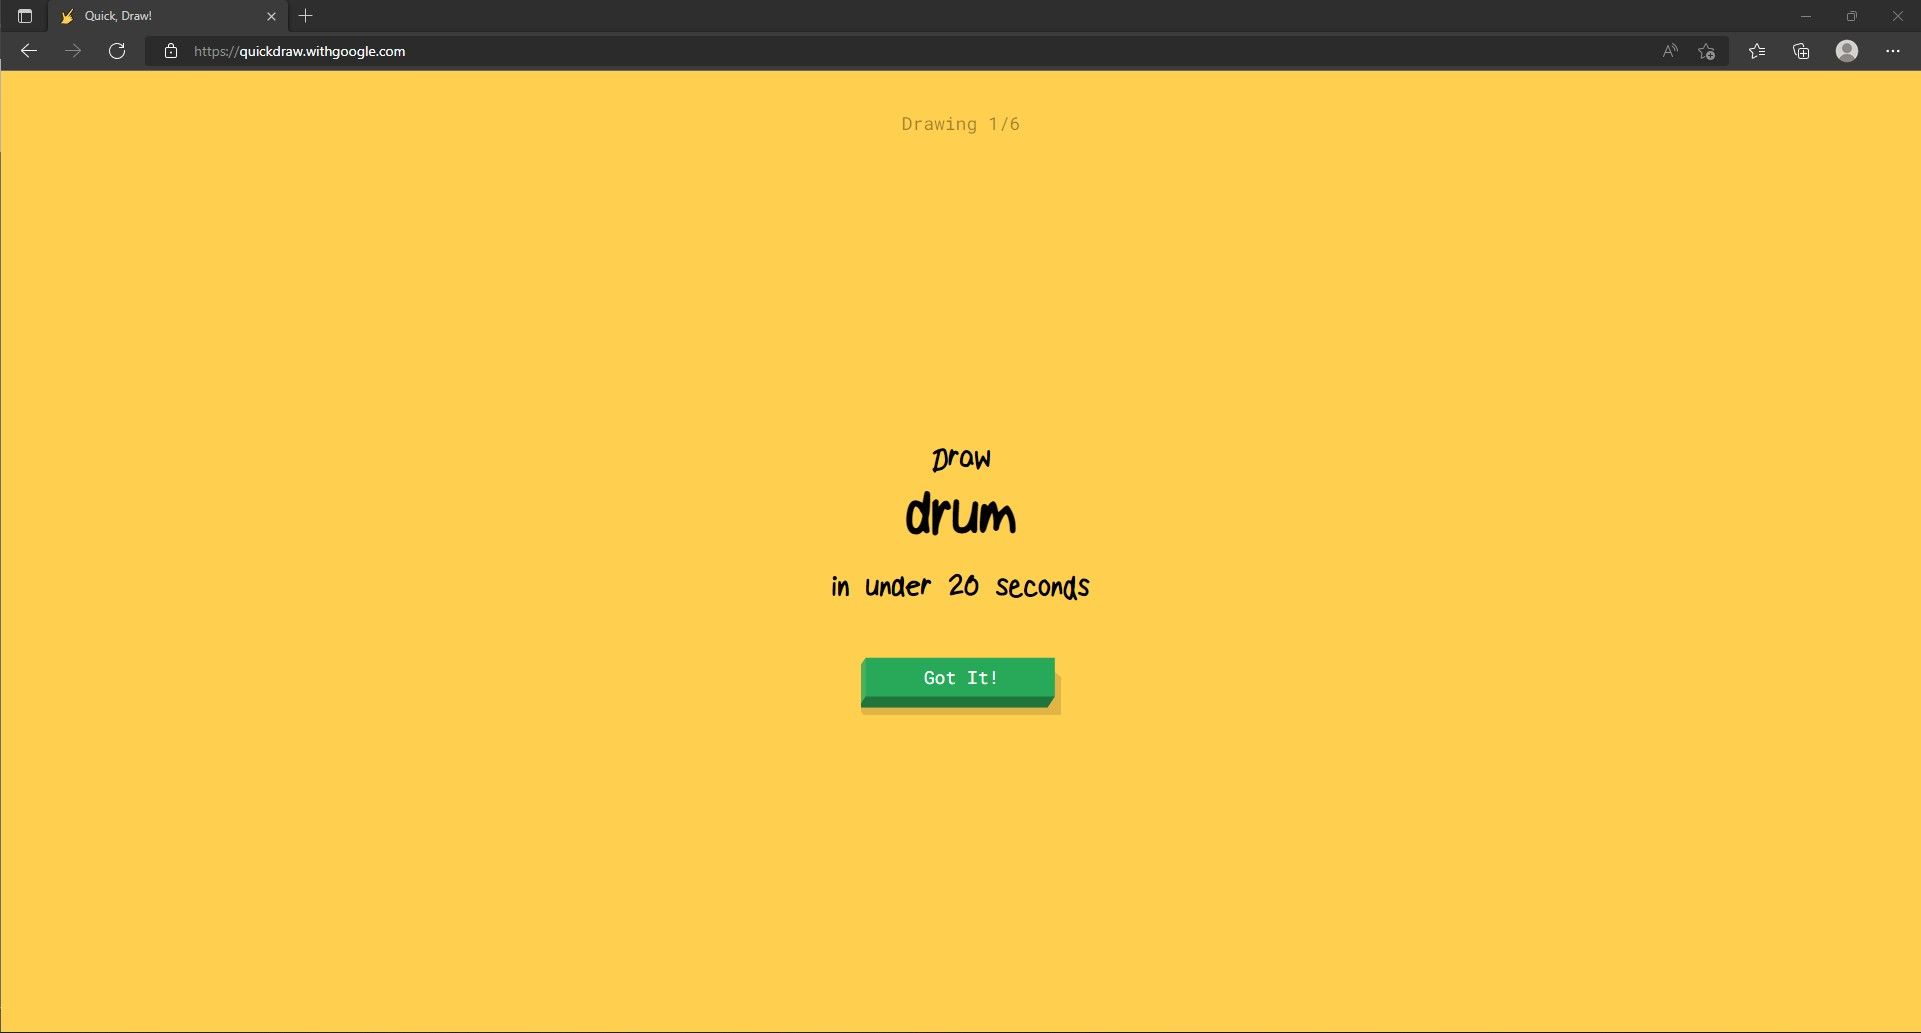 Quick, Draw!
https://quickdraw.withgoogle.com
Drawing 1/6
Draw
drum
in under 20 seconds
Got It!